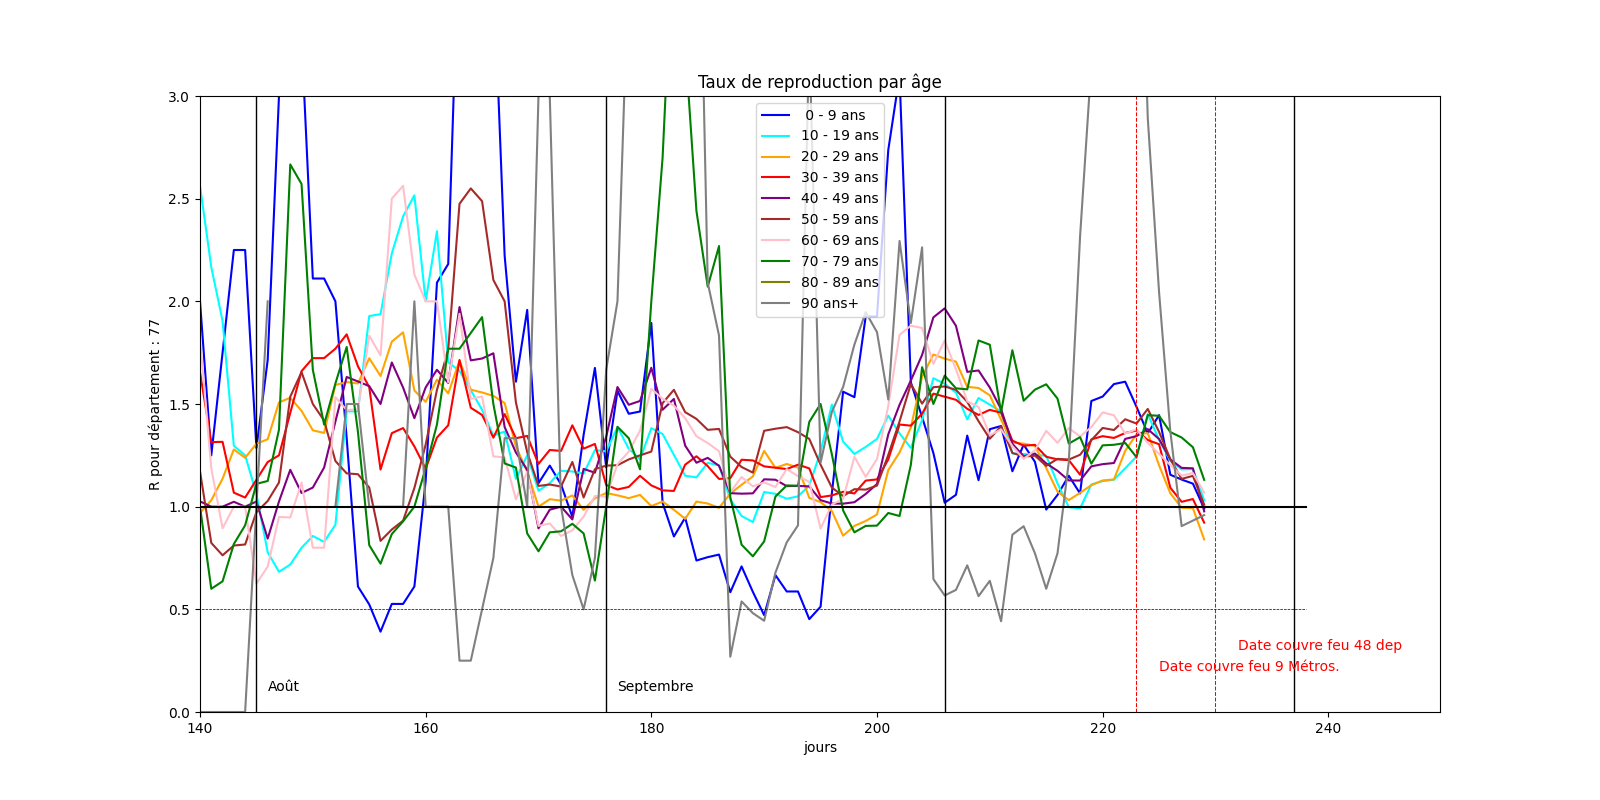 Taux de reproduction par âge
R pour département : 77
3.0
2.5
2.0
1.5
1.0
0.5
0.0
0 - 9 ans
10 - 19 ans
20 - 29 ans
30 - 39 ans
40 - 49 ans
50 - 59 ans
60 - 69 ans
70 - 79 ans
80 - 89 ans
90 ans+
Date couvre feu 48 dep
Date couvre feu 9 Métros.
Août
Septembre
140
160
180
200
220
240
jours